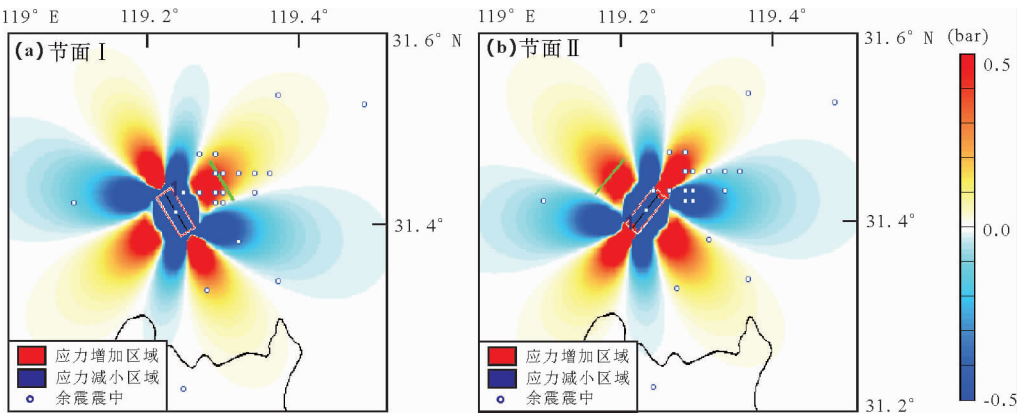 119° E 119.2° 119.4° 119° E 119.2° 119.4°
31.6° N 31.6° N (bar)
(a) 节面 I (b) 节面 II
0.5
31.4° 31.4° 0.0
应力增加区域 应力增加区域
应力减小区域 应力减小区域
余震震中 余震震中
31.2° -0.5